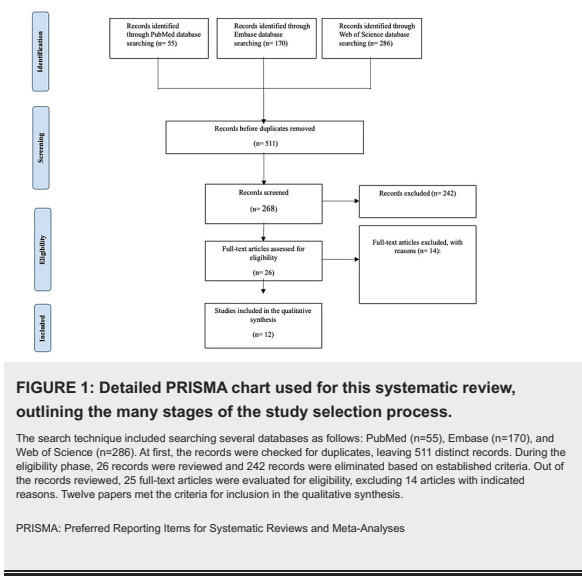 Identification
Records identified
through PubMed database
searching (n= 55)
Records identified through
Embase database
searching (n= 170)
Records identified through
Web of Science database
searching (n= 286)
Screening
Records before duplicates removed
(n= 511)
Records screened
(n= 268)
Records excluded (n= 242)
Eligibility
Full-text articles assessed for
eligibility
(n= 26)
Full-text articles excluded, with
reasons (n= 14):
Included
Studies included in the qualitative
synthesis
(n= 12)
FIGURE 1: Detailed PRISMA chart used for this systematic review,
outlining the many stages of the study selection process.
The search technique included searching several databases as follows: PubMed (n=55), Embase (n=170), and
Web of Science (n=286). At first, the records were checked for duplicates, leaving 511 distinct records. During the
eligibility phase, 26 records were reviewed and 242 records were eliminated based on established criteria. Out of
the records reviewed, 25 full-text articles were evaluated for eligibility, excluding 14 articles with indicated
reasons. Twelve papers met the criteria for inclusion in the qualitative synthesis.
PRISMA: Preferred Reporting Items for Systematic Reviews and Meta-Analyses